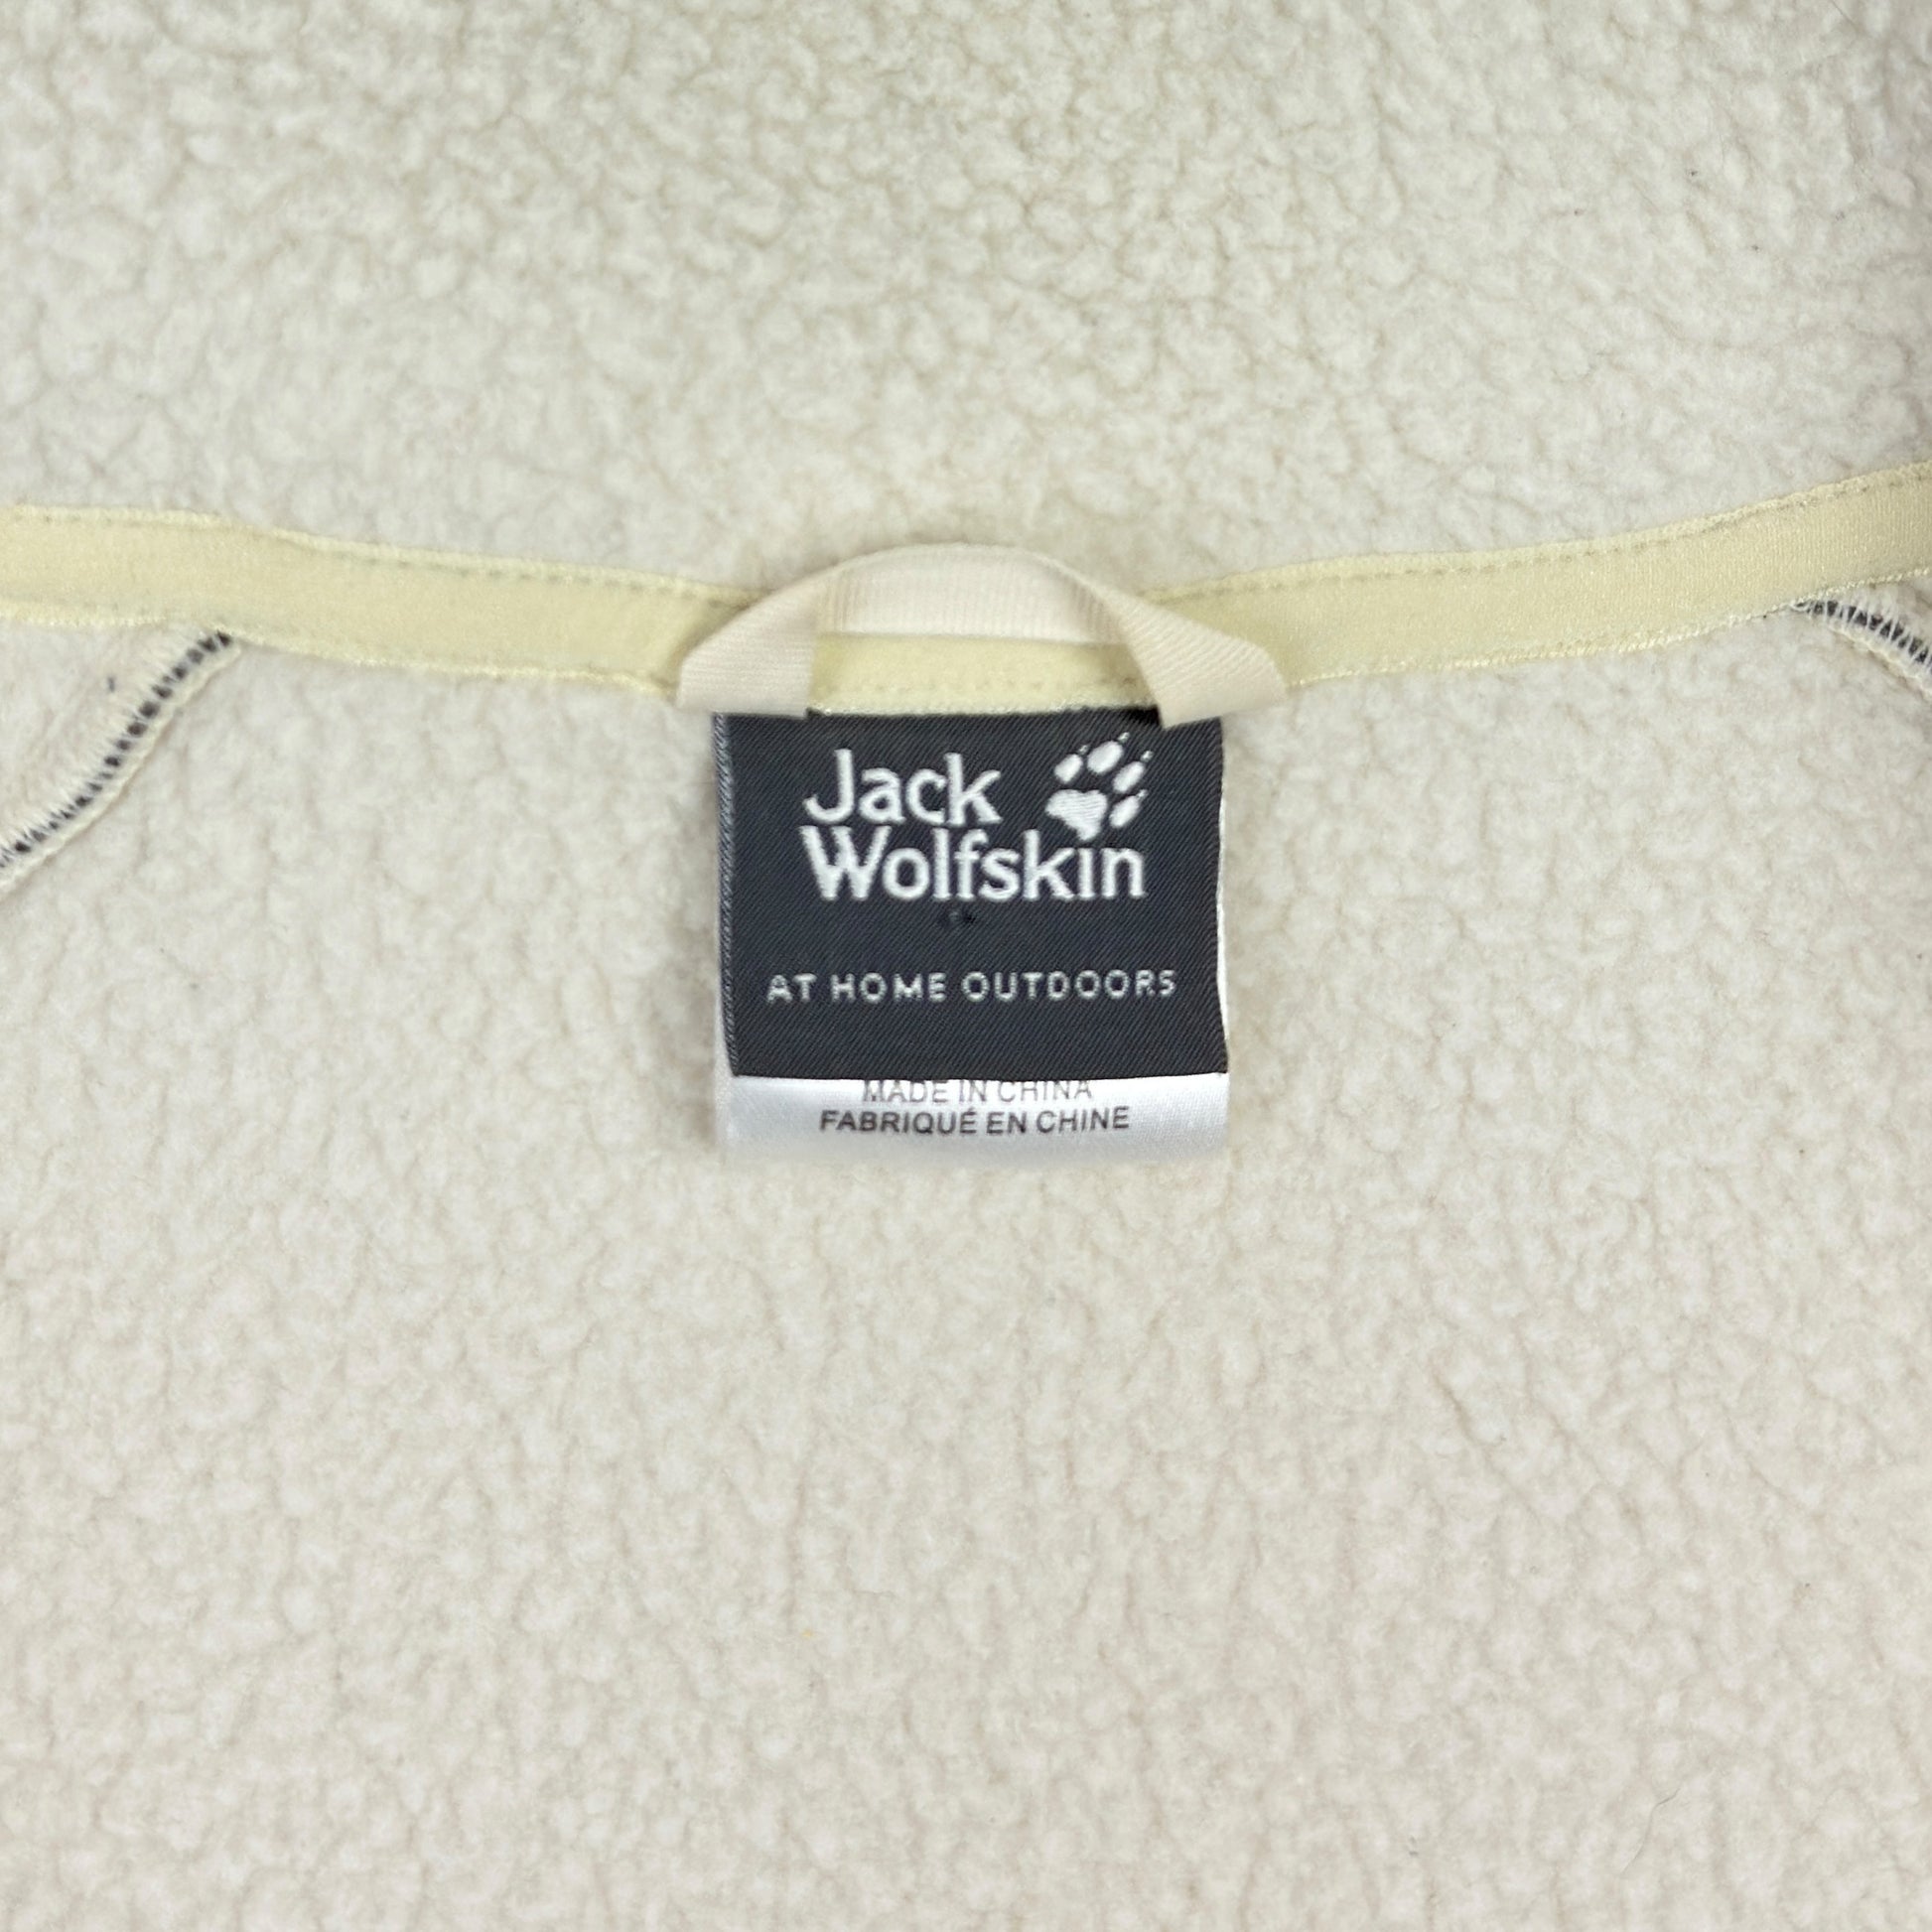 Jack
Wolfskin
AT HOME OUTDOORS
MADE IN CHINA
FABRIQUÉ EN CHINE